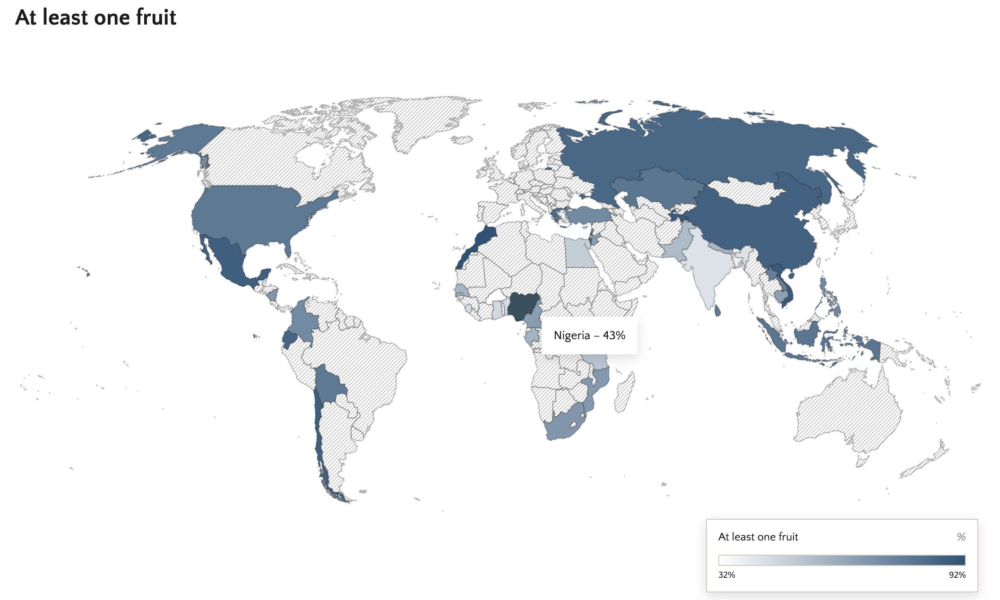 At least one fruit
Nigeria – 43%
At least one fruit %
32% 92%